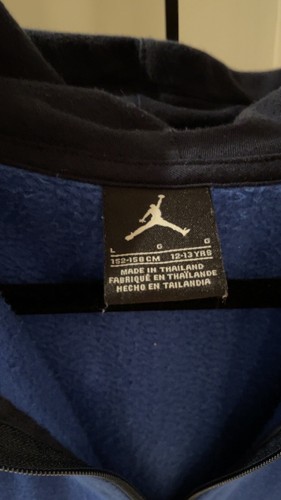 L G G
152-158 CM 12-13 YRS
MADE IN THAILAND
FABRIQUÉ EN THAÏLANDE
HECHO EN TAILANDIA